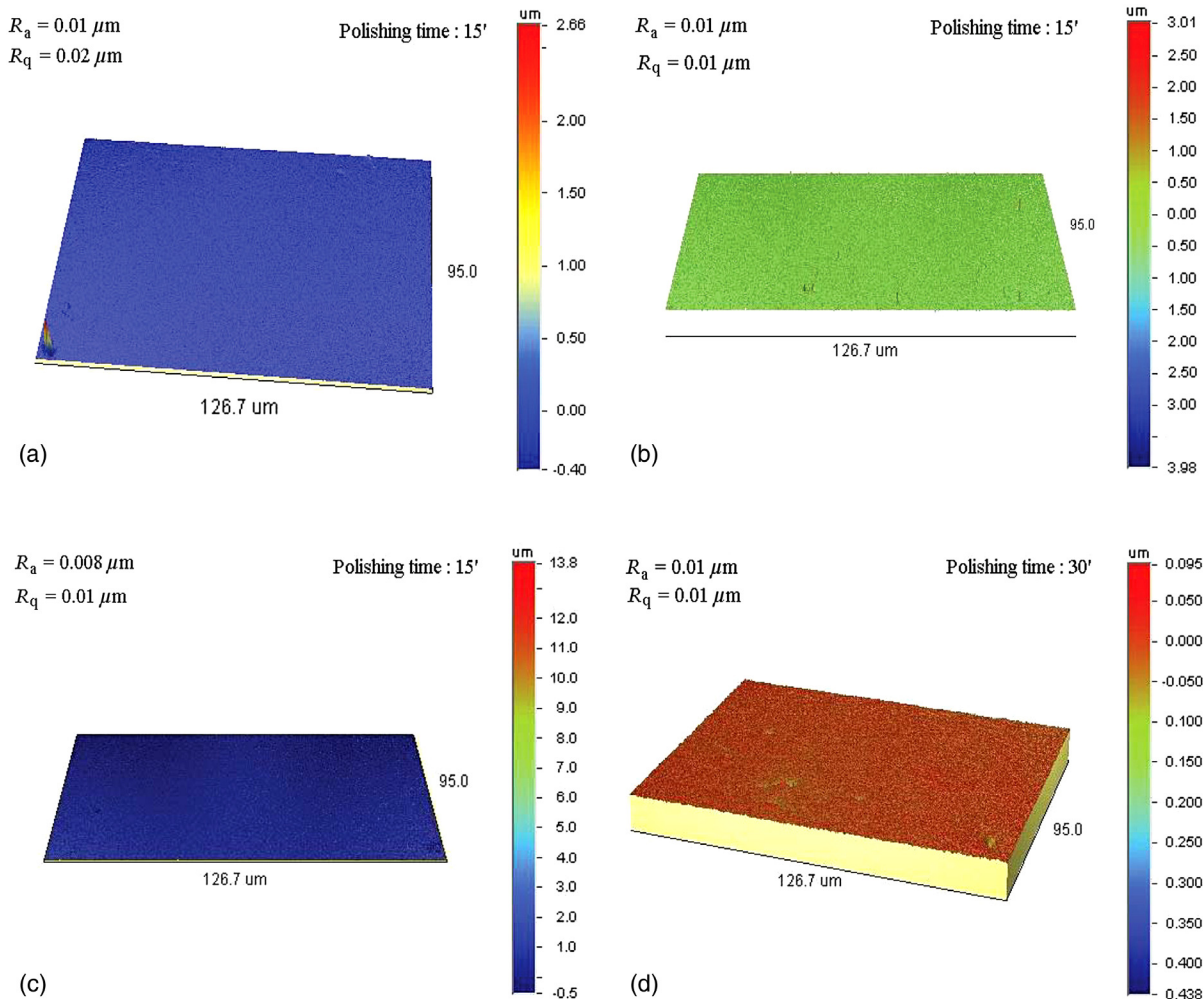 Ra = 0.01 µm
Rq = 0.02 µm
Polishing time : 15'
um
2.66
2.00
1.50
1.00
0.50
0.00
-0.40
95.0
126.7 um
(a)
Ra = 0.01 µm
Rq = 0.01 µm
Polishing time : 15'
um
3.01
2.00
1.50
1.00
0.50
0.00
0.50
1.00
1.50
2.00
2.50
3.00
3.98
95.0
126.7 um
(b)
Ra = 0.008 µm
Rq = 0.01 µm
Polishing time : 15'
um
13.8
12.0
11.0
10.0
9.0
8.0
7.0
6.0
5.0
4.0
3.0
2.0
1.0
-0.5
95.0
126.7 um
(c)
Ra = 0.01 µm
Rq = 0.01 µm
Polishing time : 30'
um
0.095
0.050
0.000
-0.050
0.100
0.150
0.200
0.250
0.300
0.350
0.400
0.438
95.0
126.7 um
(d)